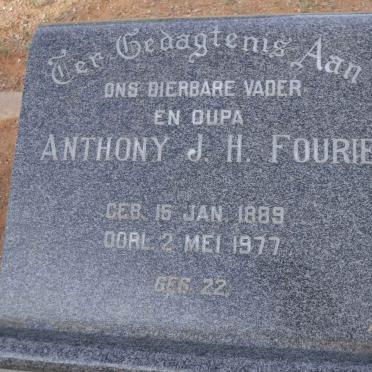 Ter Gedagtenis Aan
ONS DIERBARE VADER
EN OUPA
ANTHONY J. H. FOURIE
GEB. 15 JAN. 1889
OORL. 2 MEI 1977
GES. 22.